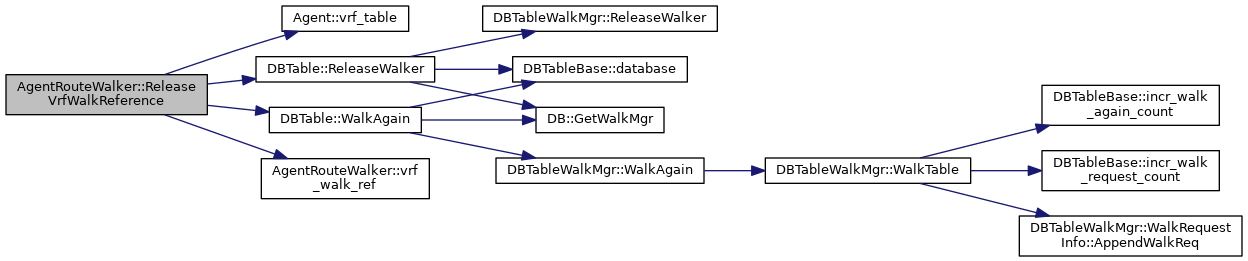 AgentRouteWalker::Release
VrfWalkReference
Agent::vrf_table
DBTable::ReleaseWalker
DBTable::WalkAgain
AgentRouteWalker::vrf
_walk_ref
DBTableWalkMgr::ReleaseWalker
DBTableBase::database
DB::GetWalkMgr
DBTableWalkMgr::WalkAgain
DBTableWalkMgr::WalkTable
DBTableBase::incr_walk
_again_count
DBTableBase::incr_walk
_request_count
DBTableWalkMgr::WalkRequest
Info::AppendWalkReq